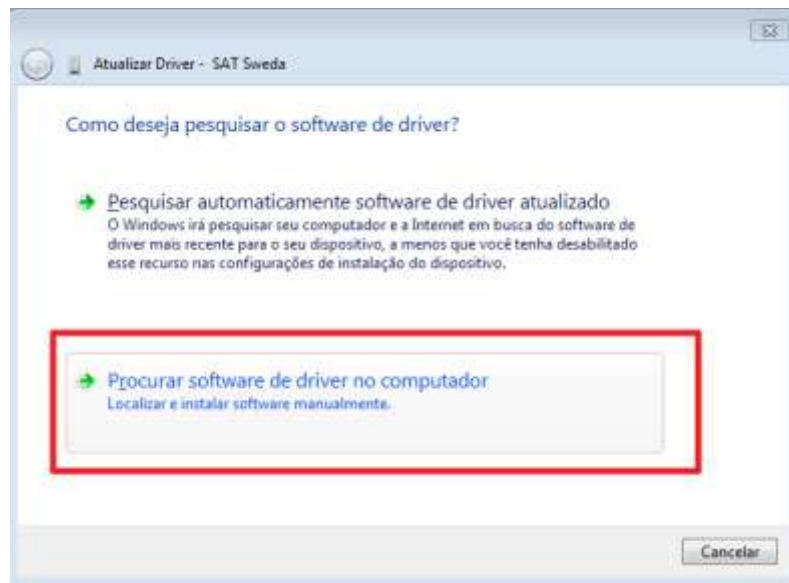 Atualizar Driver - SAT Sweda
Como deseja pesquisar o software de driver?
Pesquisar automaticamente software de driver atualizado
O Windows irá pesquisar seu computador e a Internet em busca do software de
driver mais recente para o seu dispositivo, a menos que você tenha desabilitado
esse recurso nas configurações de instalação do dispositivo.
Procurar software de driver no computador
Localizar e instalar software manualmente.
Cancelar